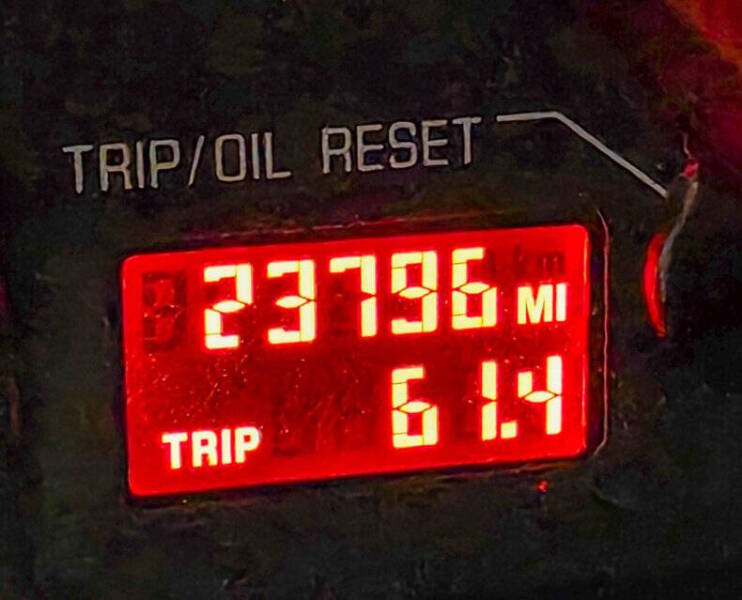 TRIP/OIL RESET
23796 MI
TRIP 61.4